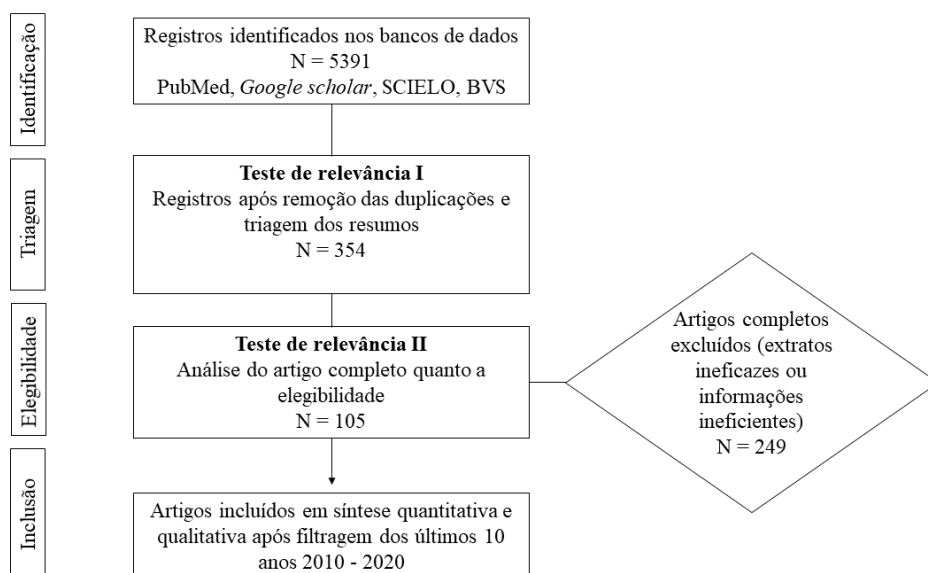 Identificação
Registros identificados nos bancos de dados
N = 5391
PubMed, Google scholar, SCIELO, BVS
Triagem
Teste de relevância I
Registros após remoção das duplicações e
triagem dos resumos
N = 354
Elegibilidade
Teste de relevância II
Análise do artigo completo quanto a
elegibilidade
N = 105
Artigos completos
excluídos (extratos
ineficazes ou
informações
ineficientes)
N = 249
Inclusão
Artigos incluídos em síntese quantitativa e
qualitativa após filtragem dos últimos 10
anos 2010 - 2020